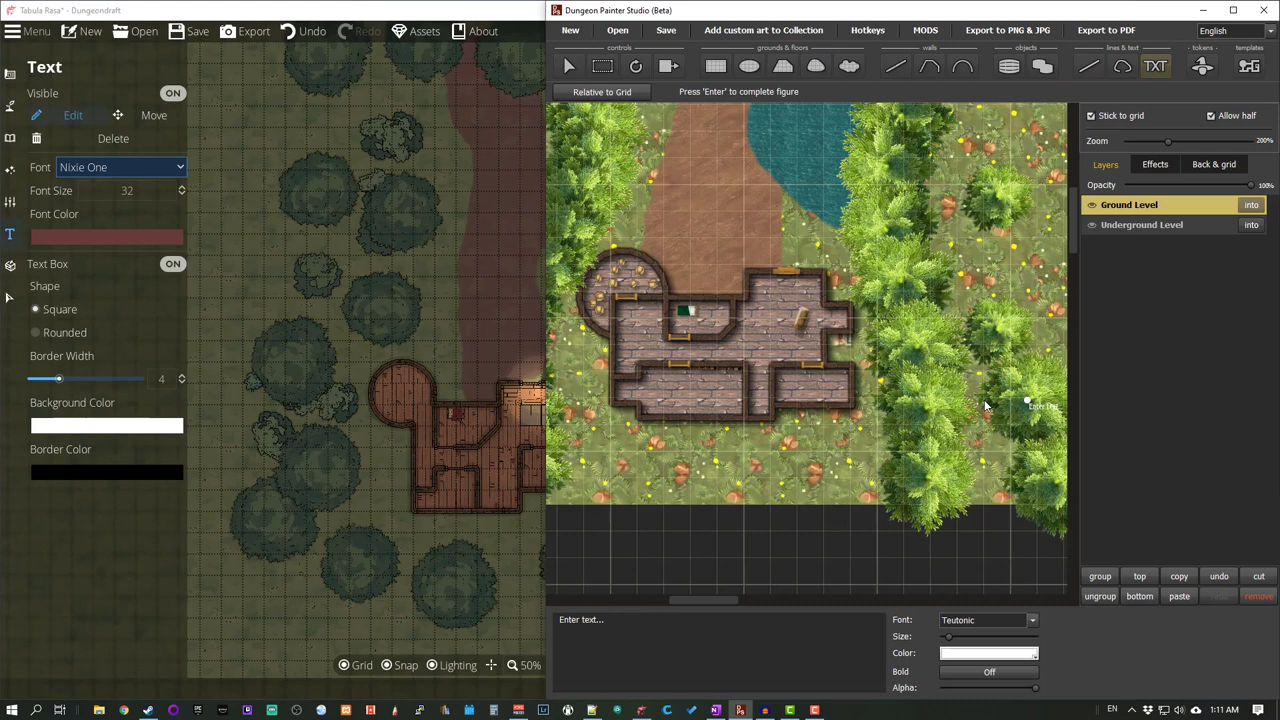 Tabula Rasa* - Dungeondraft
Menu New Open Save Export Undo Redo Assets About
Text
Visible ON
Edit Move
Delete
Font Nixie One
Font Size 32
Font Color
Text Box ON
Shape
Square
Rounded
Border Width
4
Background Color
Border Color
Grid Snap Lighting 50%
Dungeon Painter Studio (Beta)
New Open Save Add custom art to Collection Hotkeys MODS Export to PNG & JPG Export to PDF English
controls grounds & floors walls objects lines & text tokens templates
TXT
Relative to Grid Press 'Enter' to complete figure
Stick to grid Allow half
Zoom 200%
Layers Effects Back & grid
Opacity 100%
Ground Level into
Underground Level into
Enter text...
group top copy undo cut
ungroup bottom paste redo remove
Enter text...
Font: Teutonic
Size:
Color:
Bold Off
Alpha:
EN 1:11 AM